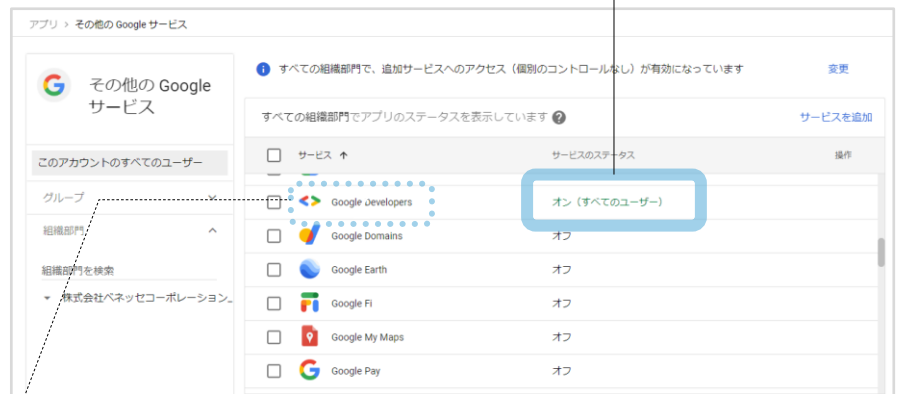 アプリ > その他の Google サービス
その他の Google
サービス
このアカウントのすべてのユーザー
グループ
組織部門
組織部門を検索
株式会社ベネッセコーポレーション_
すべての組織部門で、追加サービスへのアクセス（個別のコントロールなし）が有効になっています 変更
すべての組織部門でアプリのステータスを表示しています サービスを追加
サービス ↑ サービスのステータス 操作
Google Developers オン（すべてのユーザー）
Google Domains オフ
Google Earth オフ
Google Fi オフ
Google My Maps オフ
Google Pay オフ